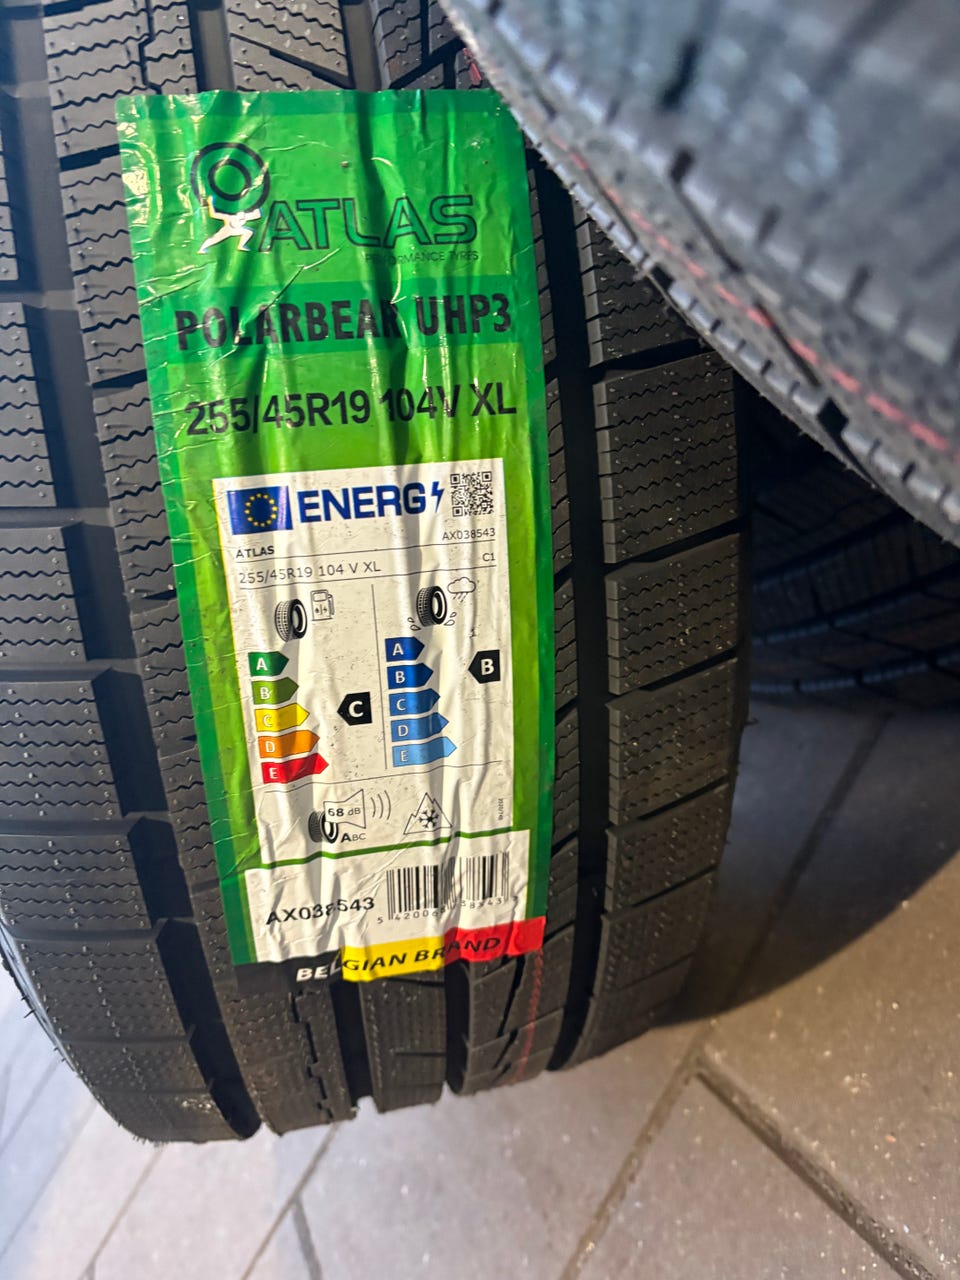 ATLAS
PERFORMANCE TYRES
POLARBEAR UHP3
255/45R19 104V XL
ENERG
ATLAS
AX038543
255/45R19 104 V XL
C1
A
B
C
D
E
C
A
B
C
D
E
B
68 dB
ABC
AX038543
BELGIAN BRAND